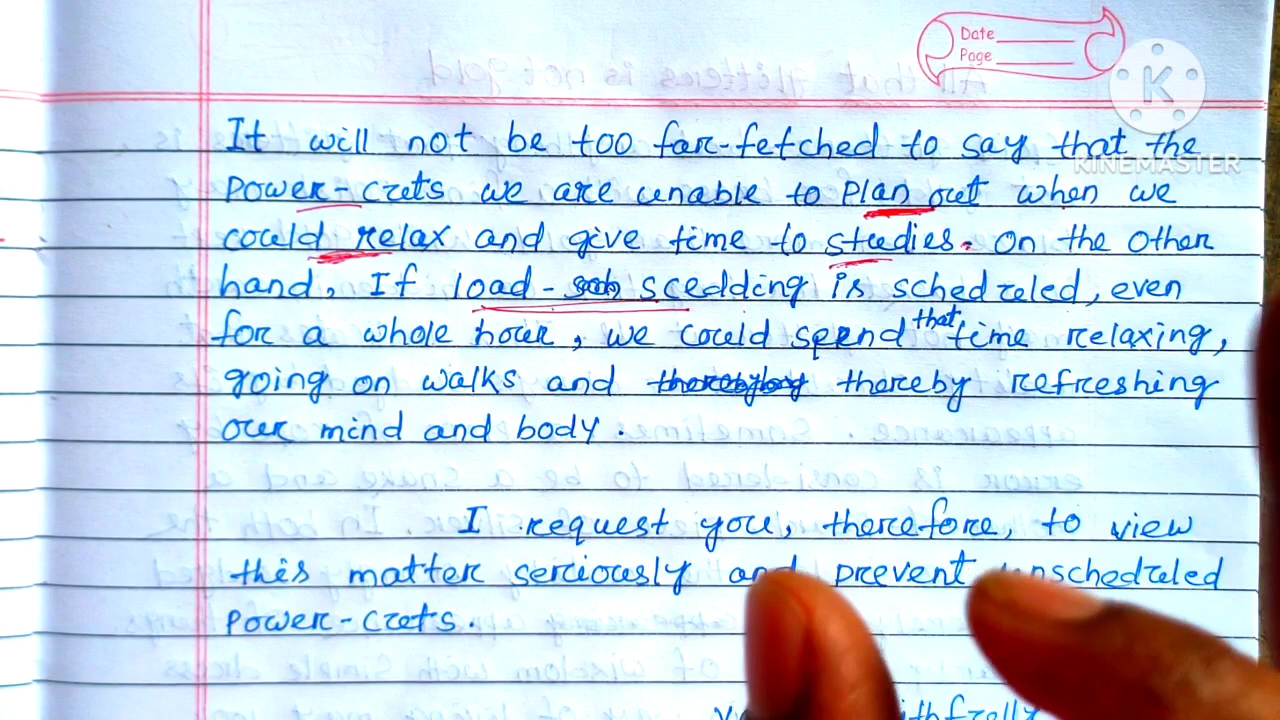 Date
Page
K
KINEMASTER
It will not be too far-fetched to say that the
power-cuts we are unable to plan out when we
could relax and give time to studies. On the other
hand, If load- scedding is scheduled, even
for a whole hour, we could spend that time relaxing,
going on walks and thereby refreshing
our mind and body.
I request you, therefore, to view
this matter seriously and prevent unscheduled
power-cuts.